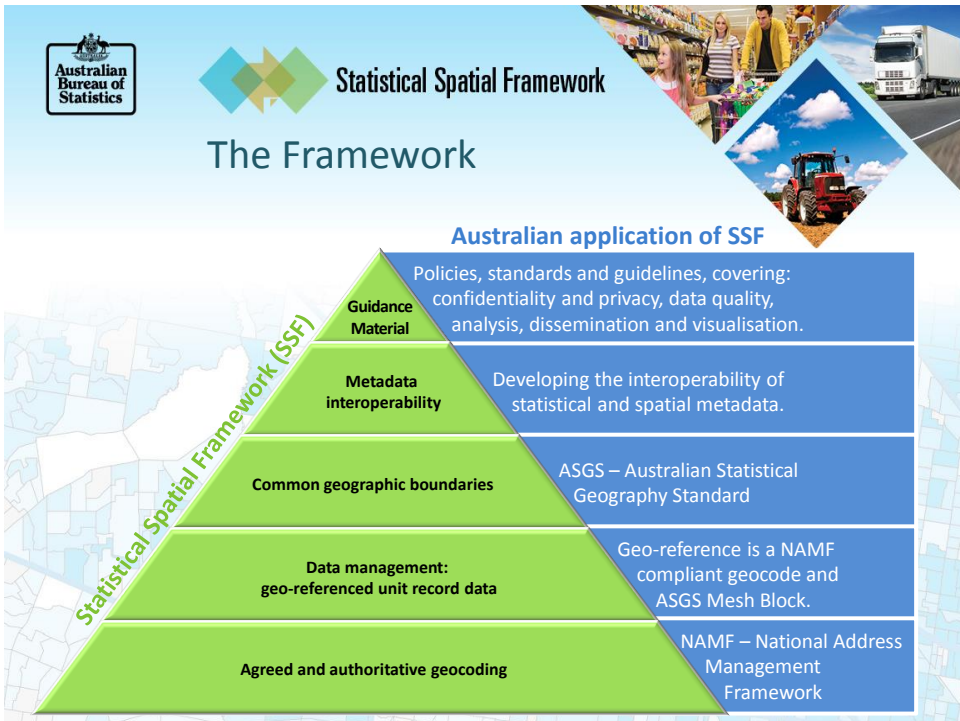 Australian
Bureau of
Statistics
Statistical Spatial Framework
The Framework
Australian application of SSF
Statistical Spatial Framework (SSF)
Guidance
Material
Policies, standards and guidelines, covering:
confidentiality and privacy, data quality,
analysis, dissemination and visualisation.
Metadata
interoperability
Developing the interoperability of
statistical and spatial metadata.
Common geographic boundaries
ASGS – Australian Statistical
Geography Standard
Data management:
geo-referenced unit record data
Geo-reference is a NAMF
compliant geocode and
ASGS Mesh Block.
Agreed and authoritative geocoding
NAMF – National Address
Management
Framework